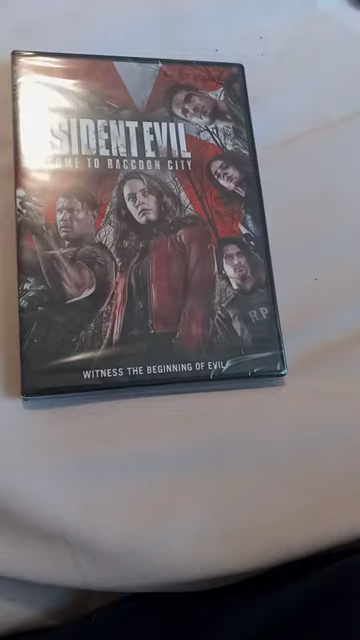 SIDENT EVIL
COME TO RACCOON CITY
WITNESS THE BEGINNING OF EVIL
R.P